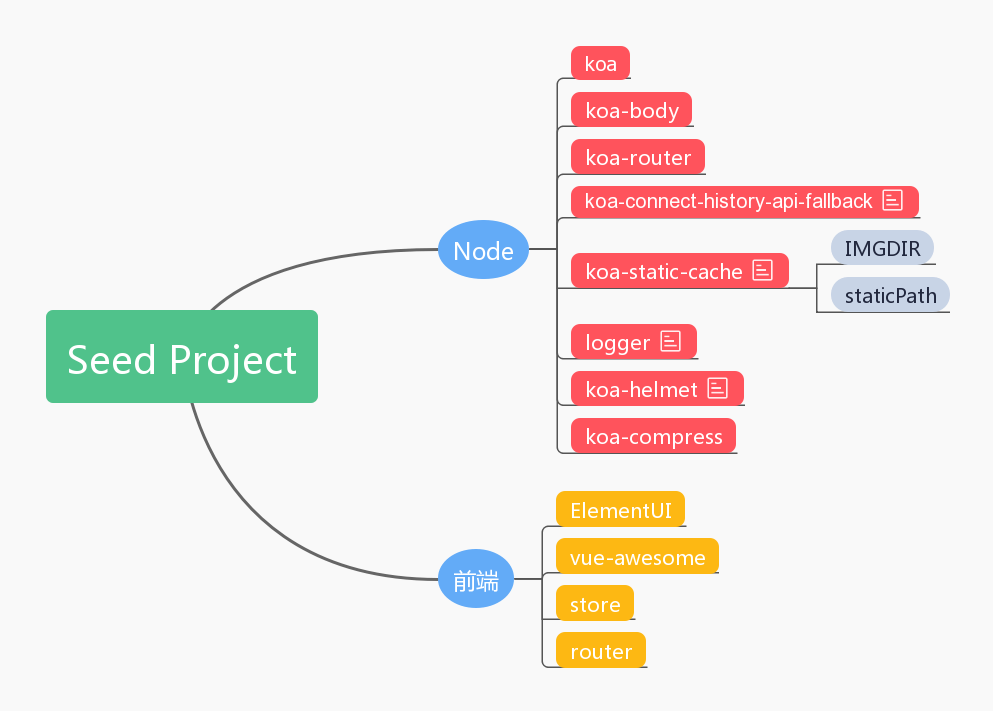 Seed Project
Node
koa
koa-body
koa-router
koa-connect-history-api-fallback
koa-static-cache
IMGDIR
staticPath
logger
koa-helmet
koa-compress
前端
ElementUI
vue-awesome
store
router